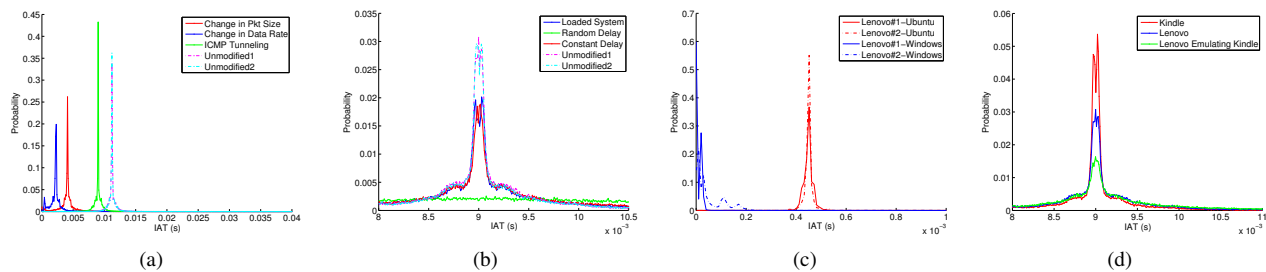 0.45
0.4
0.35
0.3
0.25
0.2
0.15
0.1
0.05
0
Probability
Change in Pkt Size
Change in Data Rate
ICMP Tunneling
Unmodified1
Unmodified2
0.005 0.01 0.015 0.02 0.025 0.03 0.035 0.04
IAT (s)
(a)
0.035
0.03
0.025
0.02
0.015
0.01
0.005
0
Probability
Loaded System
Random Delay
Constant Delay
Unmodified1
Unmodified2
8 8.5 9 9.5 10 10.5
IAT (s)
x 10⁻³
(b)
0.7
0.6
0.5
0.4
0.3
0.2
0.1
0
Probability
Lenovo#1−Ubuntu
Lenovo#2−Ubuntu
Lenovo#1−Windows
Lenovo#2−Windows
0 0.2 0.4 0.6 0.8 1
IAT (s)
x 10⁻³
(c)
0.06
0.05
0.04
0.03
0.02
0.01
0
Probability
Kindle
Lenovo
Lenovo Emulating Kindle
8 8.5 9 9.5 10 10.5 11
IAT (s)
x 10⁻³
(d)